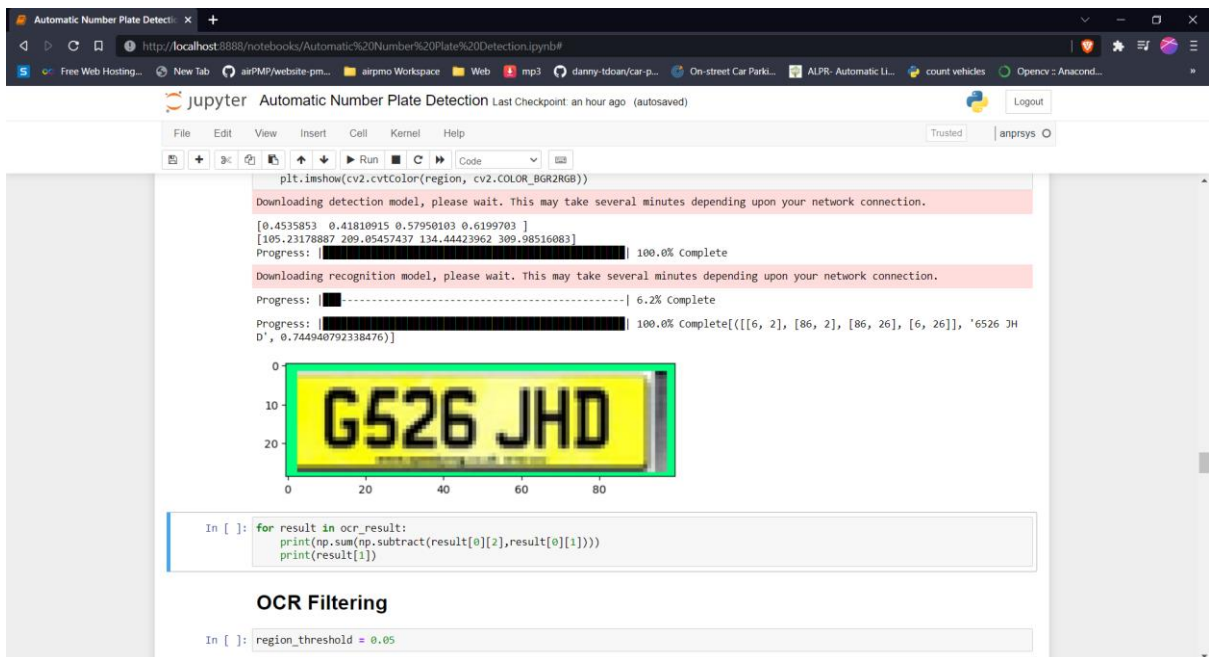 Automatic Number Plate Detectic
http://localhost:8888/notebooks/Automatic%20Number%20Plate%20Detection.ipynb#
Free Web Hosting... New Tab airPMP/website-pm... airpmo Workspace Web mp3 danny-tdoan/car-p... On-street Car Parki... ALPR- Automatic Li... count vehicles Opencv :: Anacond... »
jupyter Automatic Number Plate Detection Last Checkpoint: an hour ago (autosaved) Logout
File Edit View Insert Cell Kernel Help Trusted anprsys
Run Code
plt.imshow(cv2.cvtColor(region, cv2.COLOR_BGR2RGB))
Downloading detection model, please wait. This may take several minutes depending upon your network connection.
[0.4535853 0.41810915 0.57950103 0.6199703 ]
[105.23178887 209.05457437 134.44423962 309.98516083]
Progress: |██████████████████████████████████████████████████| 100.0% Complete
Downloading recognition model, please wait. This may take several minutes depending upon your network connection.
Progress: |███-----------------------------------------------| 6.2% Complete
Progress: |██████████████████████████████████████████████████| 100.0% Complete[([[6, 2], [86, 2], [86, 26], [6, 26]], '6526 JH
D', 0.744940792338476)]
0
10
20
G526 JHD
0 20 40 60 80
In [ ]: for result in ocr_result:
print(np.sum(np.subtract(result[0][2],result[0][1])))
print(result[1])
OCR Filtering
In [ ]: region_threshold = 0.05